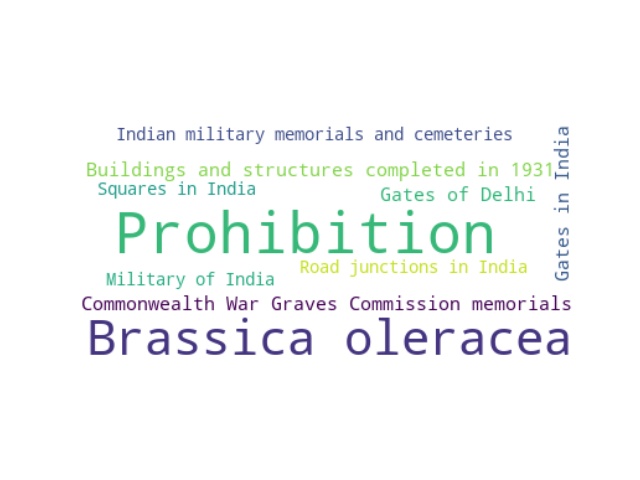 Indian military memorials and cemeteries
Buildings and structures completed in 1931
Squares in India
Gates of Delhi
Gates in India
Prohibition
Road junctions in India
Military of India
Commonwealth War Graves Commission memorials
Brassica oleracea